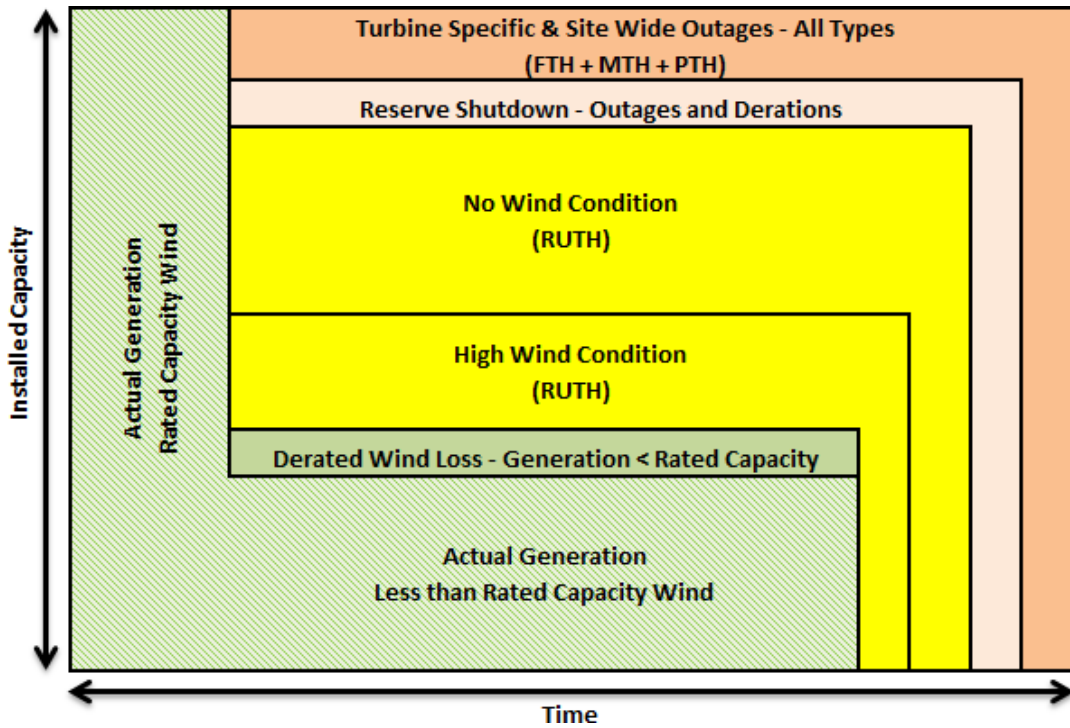 Turbine Specific & Site Wide Outages - All Types
(FTH + MTH + PTH)
Reserve Shutdown - Outages and Derations
No Wind Condition
(RUTH)
High Wind Condition
(RUTH)
Derated Wind Loss - Generation < Rated Capacity
Actual Generation
Less than Rated Capacity Wind
Actual Generation
Rated Capacity Wind
Installed Capacity
Time